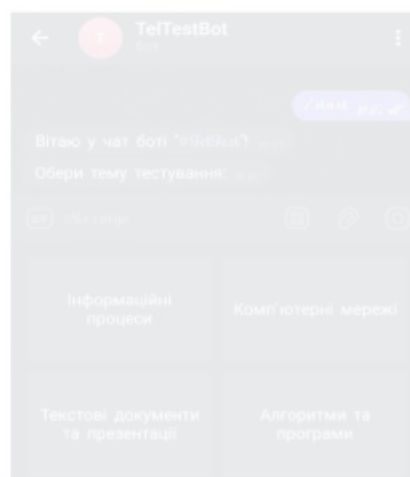 TelTestBot
бот
Вітаю у чат боті
Обери тему тестування:
Інформаційні
процеси
Комп'ютерні мережі
Текстові документи
та презентації
Алгоритми та
програми